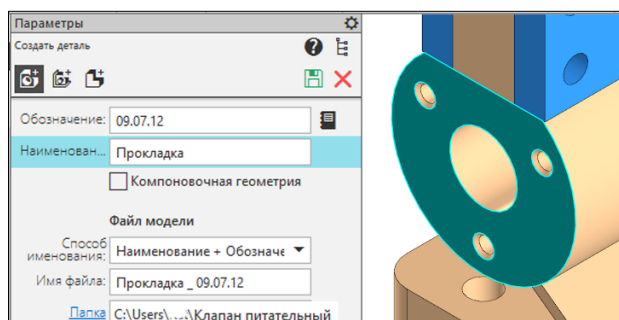 Параметры
Создать деталь
Обозначение: 09.07.12
Наименован... Прокладка
Компоновочная геометрия
Файл модели
Способ
именования: Наименование + Обозначе
Имя файла: Прокладка _ 09.07.12
Папка C:\Users\...\Клапан питательный